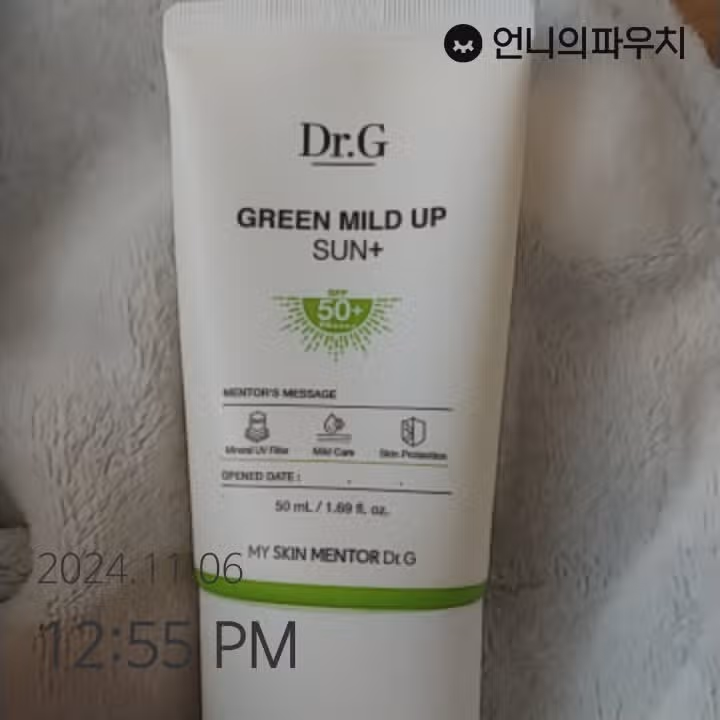 언니의파우치
Dr.G
GREEN MILD UP
SUN+
SPF
50+
PA++++
MENTOR'S MESSAGE
Mineral UV Filter
Mild Care
Skin Protection
OPENED DATE : . .
50 mL / 1.69 fl. oz.
MY SKIN MENTOR Dr.G
2024.11.06
12:55 PM